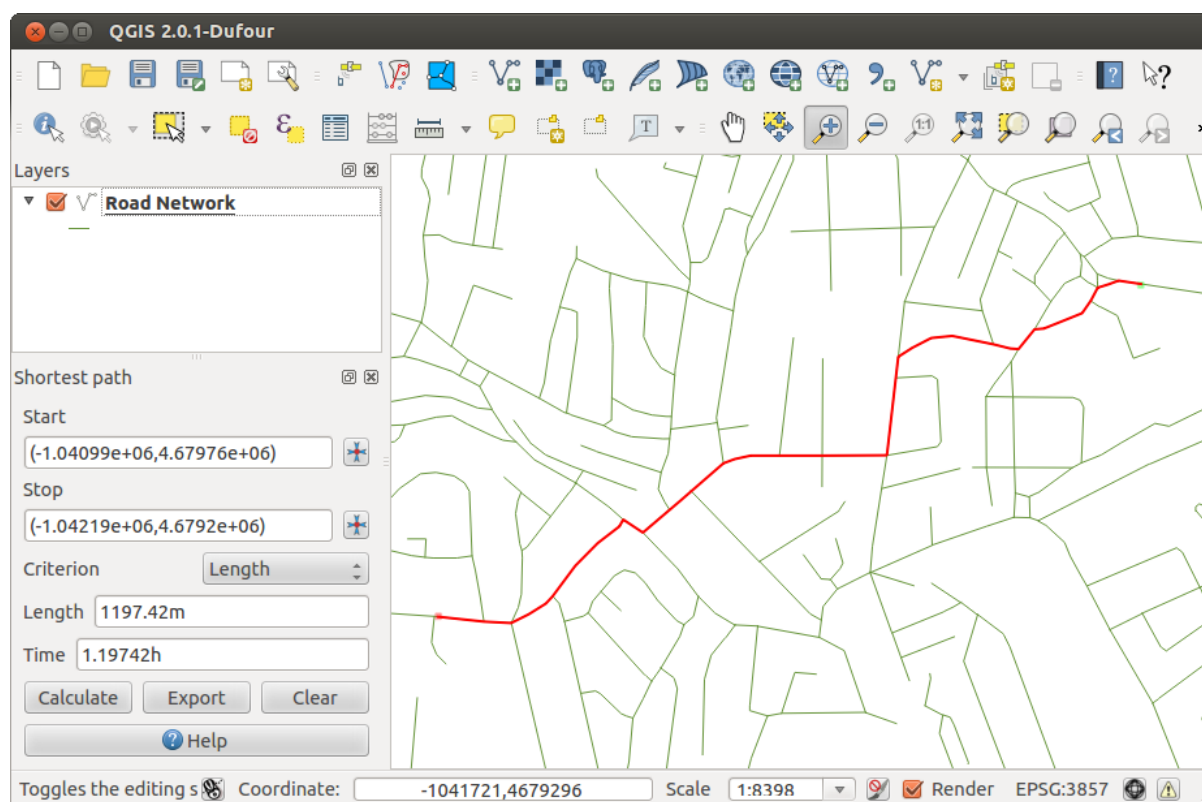 QGIS 2.0.1-Dufour
1:1
T
Layers
Road Network
Shortest path
Start
(-1.04099e+06,4.67976e+06)
Stop
(-1.04219e+06,4.6792e+06)
Criterion Length
Length 1197.42m
Time 1.19742h
Calculate Export Clear
Help
Toggles the editing s Coordinate: -1041721,4679296 Scale 1:8398 Render EPSG:3857